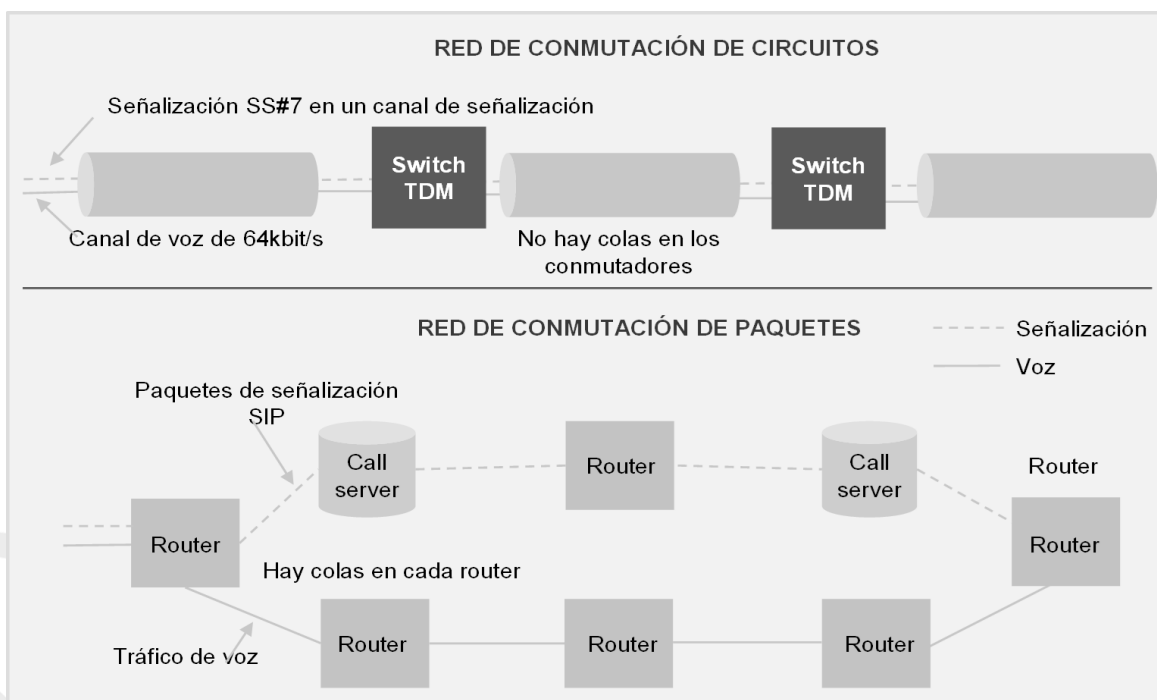 RED DE CONMUTACIÓN DE CIRCUITOS
Señalización SS#7 en un canal de señalización
Switch
TDM
Switch
TDM
Canal de voz de 64kbit/s
No hay colas en los
conmutadores
RED DE CONMUTACIÓN DE PAQUETES
Señalización
Voz
Paquetes de señalización
SIP
Call
server
Router
Call
server
Router
Router
Router
Hay colas en cada router
Tráfico de voz
Router
Router
Router